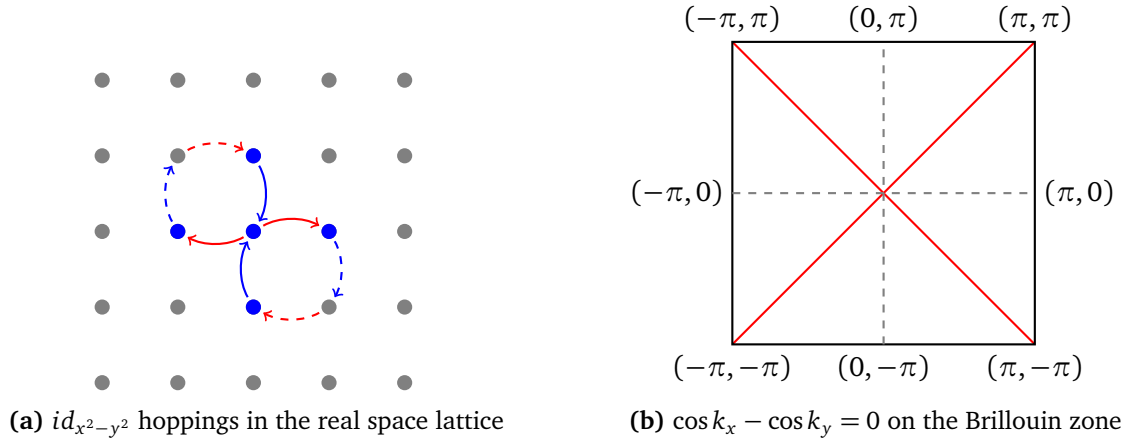 (−π, π) (0, π) (π, π)
(−π, 0) (π, 0)
(−π, −π) (0, −π) (π, −π)
(a) id_{x²−y²} hoppings in the real space lattice
(b) cos k_x − cos k_y = 0 on the Brillouin zone